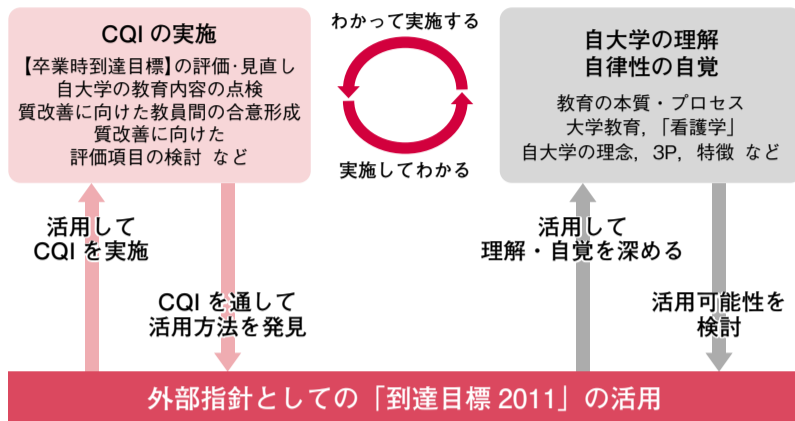 CQI の実施
【卒業時到達目標】の評価・見直し
自大学の教育内容の点検
質改善に向けた教員間の合意形成
質改善に向けた
評価項目の検討 など
わかって実施する
実施してわかる
自大学の理解
自律性の自覚
教育の本質・プロセス
大学教育,「看護学」
自大学の理念, 3P, 特徴 など
活用して
CQI を実施
CQI を通して
活用方法を発見
活用して
理解・自覚を深める
活用可能性を
検討
外部指針としての「到達目標 2011」の活用